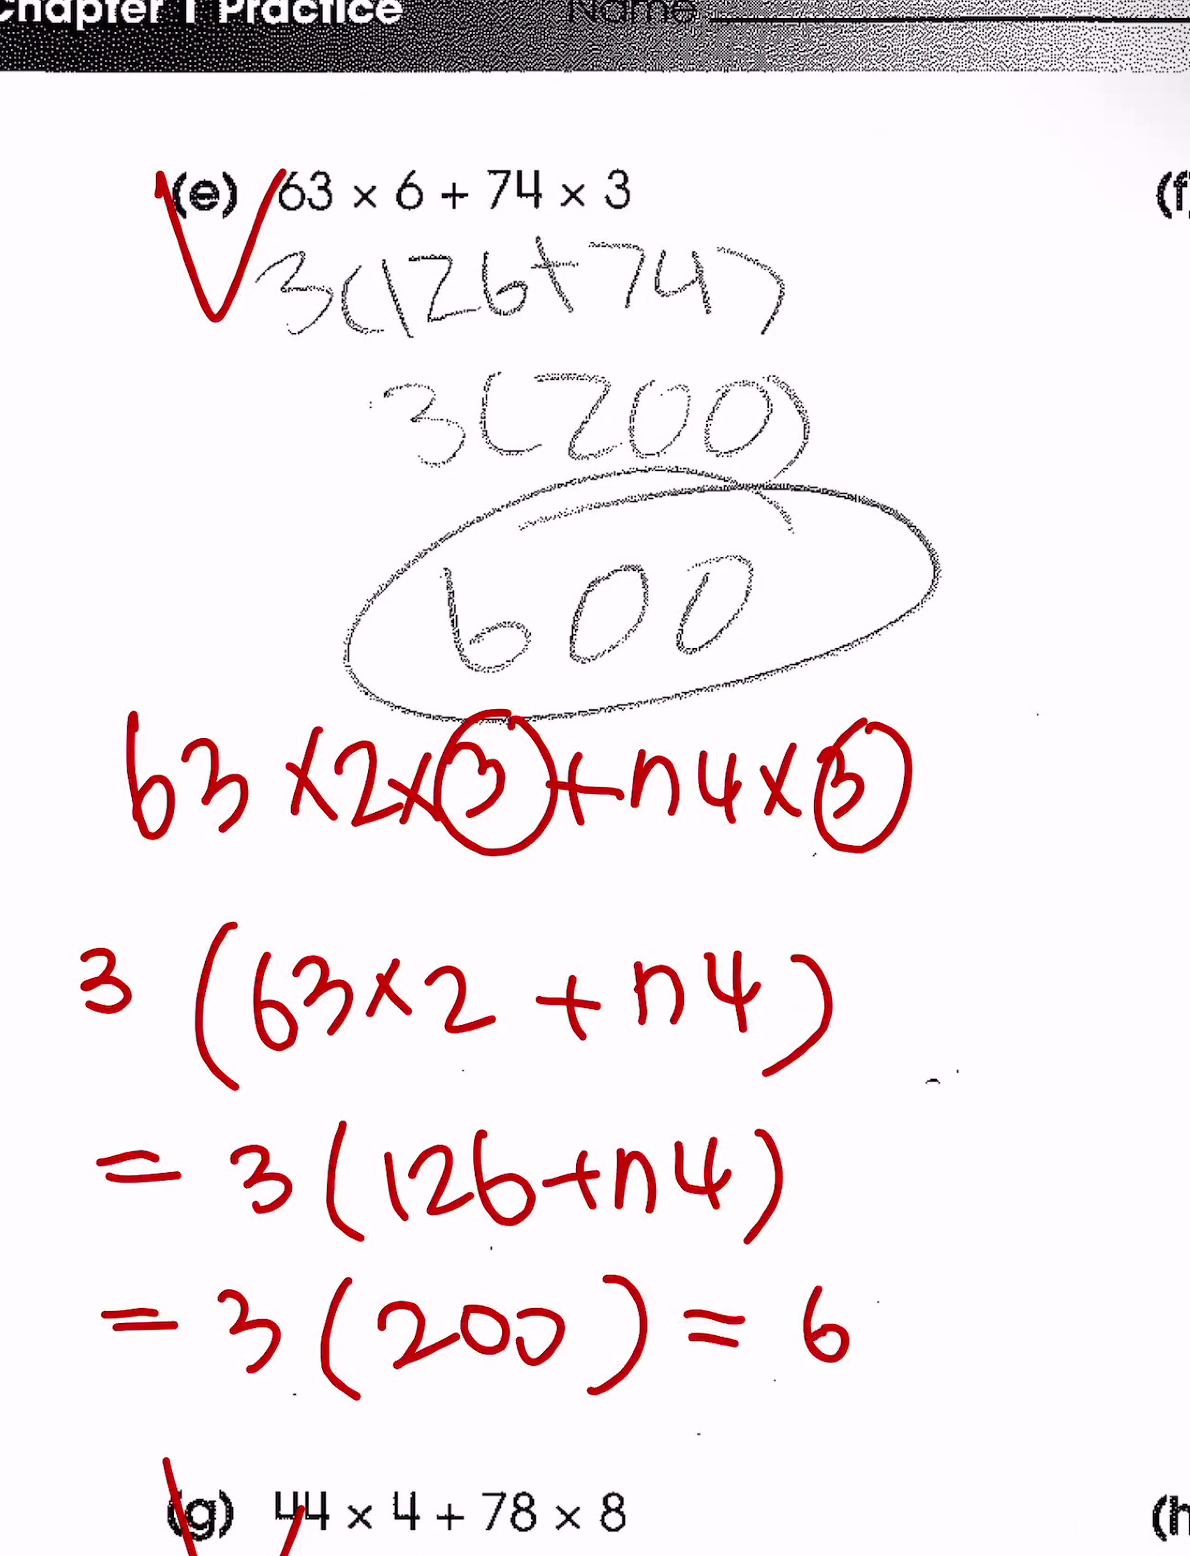 Chapter 1 Practice Name
(e) 63 × 6 + 74 × 3
3(126+74)
3(200)
600
63×2×3+74×3
3 (63×2 + 74)
= 3(126+74)
= 3(200) = 6
(g) 44 × 4 + 78 × 8